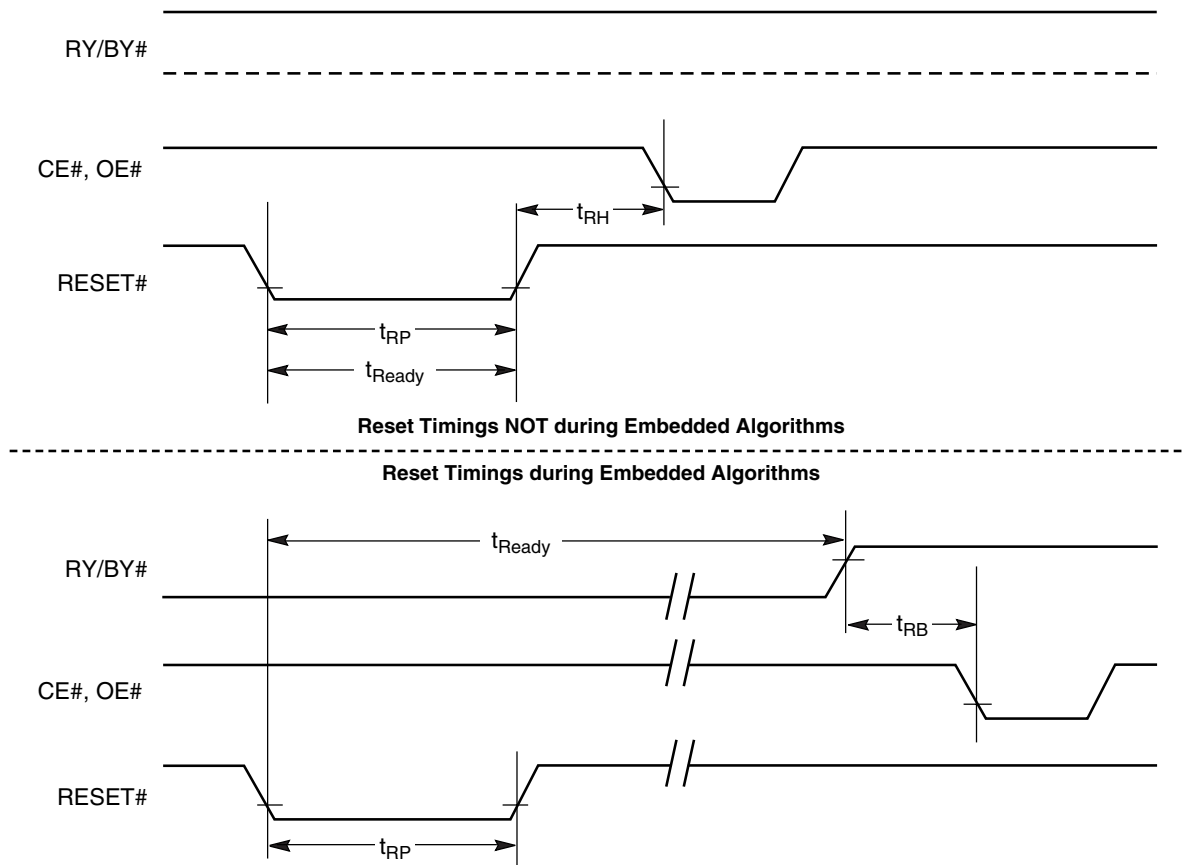 RY/BY#
CE#, OE#
tRH
RESET#
tRP
tReady
Reset Timings NOT during Embedded Algorithms
Reset Timings during Embedded Algorithms
tReady
RY/BY#
tRB
CE#, OE#
RESET#
tRP